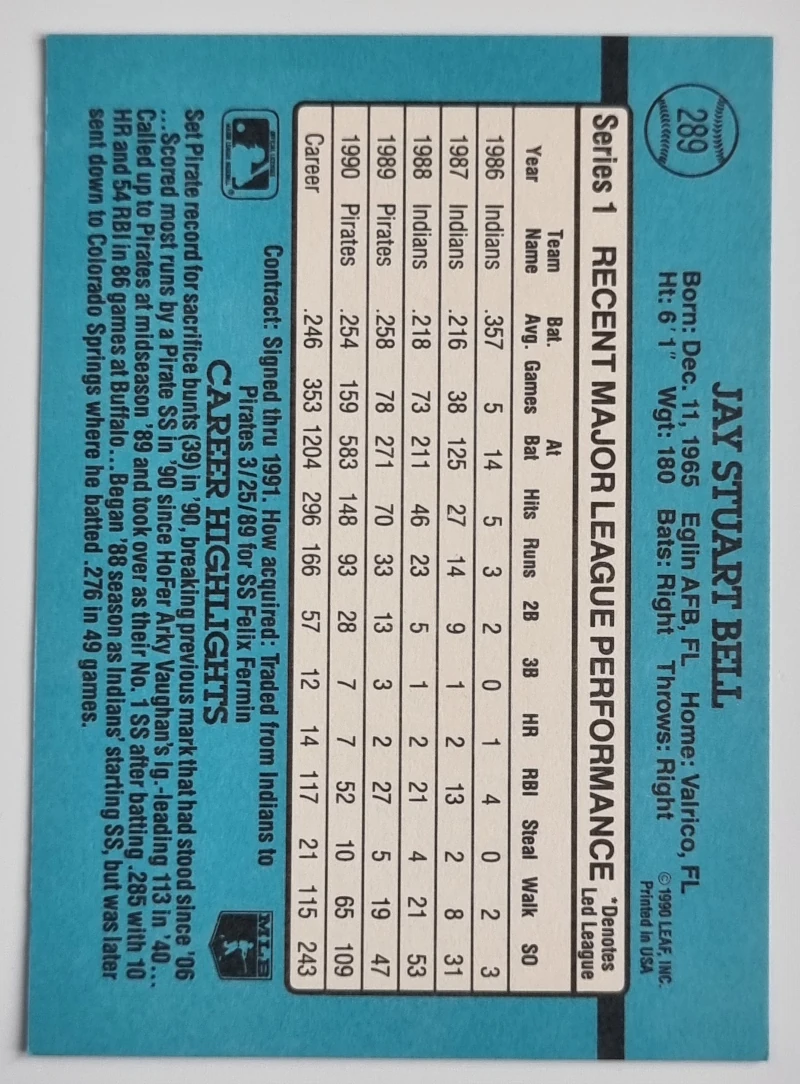 289
JAY STUART BELL
Born: Dec. 11, 1965 Eglin AFB, FL Home: Valrico, FL
Ht: 6'1" Wgt: 180 Bats: Right Throws: Right
©1990 LEAF, INC.
Printed in USA
Series 1 RECENT MAJOR LEAGUE PERFORMANCE *Denotes Led League
Year Team Name Bat. Avg. Games At Bat Hits Runs 2B 3B HR RBI Steal Walk SO
1986 Indians .357 5 14 5 3 2 0 1 4 0 2 3
1987 Indians .216 38 125 27 14 9 1 2 13 2 8 31
1988 Indians .218 73 211 46 23 5 1 2 21 4 21 53
1989 Pirates .258 78 271 70 33 13 3 2 27 5 19 47
1990 Pirates .254 159 583 148 93 28 7 7 52 10 65 109
Career .246 353 1204 296 166 57 12 14 117 21 115 243
Contract: Signed thru 1991. How acquired: Traded from Indians to
Pirates 3/25/89 for SS Felix Fermin
MLB
CAREER HIGHLIGHTS
Set Pirate record for sacrifice bunts (39) in '90, breaking previous mark that had stood since '06
...Scored most runs by a Pirate SS in '90 since HoFer Arky Vaughan's lg.-leading 113 in '40...
Called up to Pirates at midseason '89 and took over as their No. 1 SS after batting .285 with 10
HR and 54 RBI in 86 games at Buffalo...Began '88 season as Indians' starting SS, but was later
sent down to Colorado Springs where he batted .276 in 49 games.